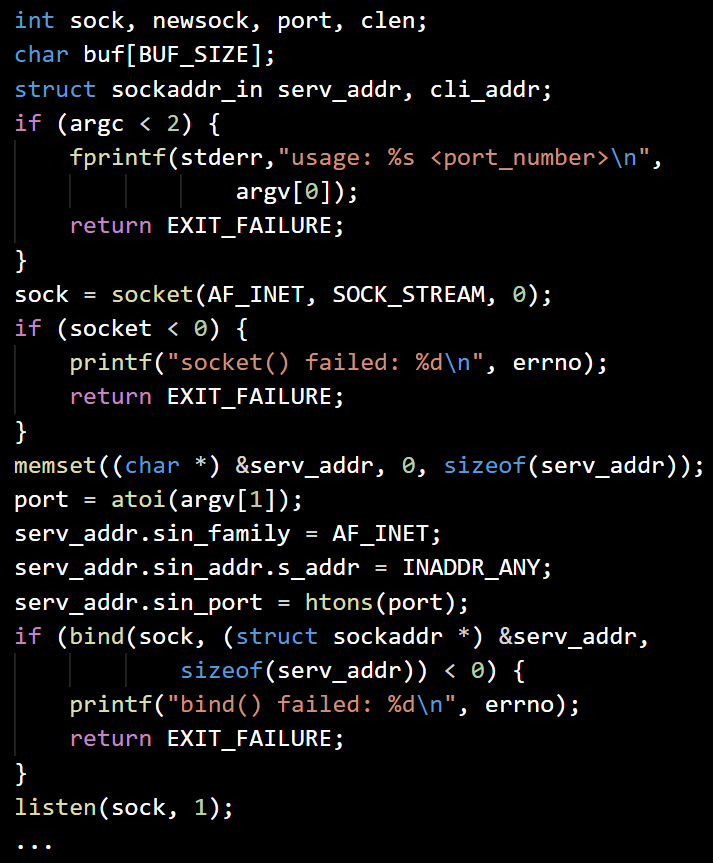 int sock, newsock, port, clen;
char buf[BUF_SIZE];
struct sockaddr_in serv_addr, cli_addr;
if (argc < 2) {
    fprintf(stderr,"usage: %s <port_number>\n",
                argv[0]);
    return EXIT_FAILURE;
}
sock = socket(AF_INET, SOCK_STREAM, 0);
if (socket < 0) {
    printf("socket() failed: %d\n", errno);
    return EXIT_FAILURE;
}
memset((char *) &serv_addr, 0, sizeof(serv_addr));
port = atoi(argv[1]);
serv_addr.sin_family = AF_INET;
serv_addr.sin_addr.s_addr = INADDR_ANY;
serv_addr.sin_port = htons(port);
if (bind(sock, (struct sockaddr *) &serv_addr,
            sizeof(serv_addr)) < 0) {
    printf("bind() failed: %d\n", errno);
    return EXIT_FAILURE;
}
listen(sock, 1);
...